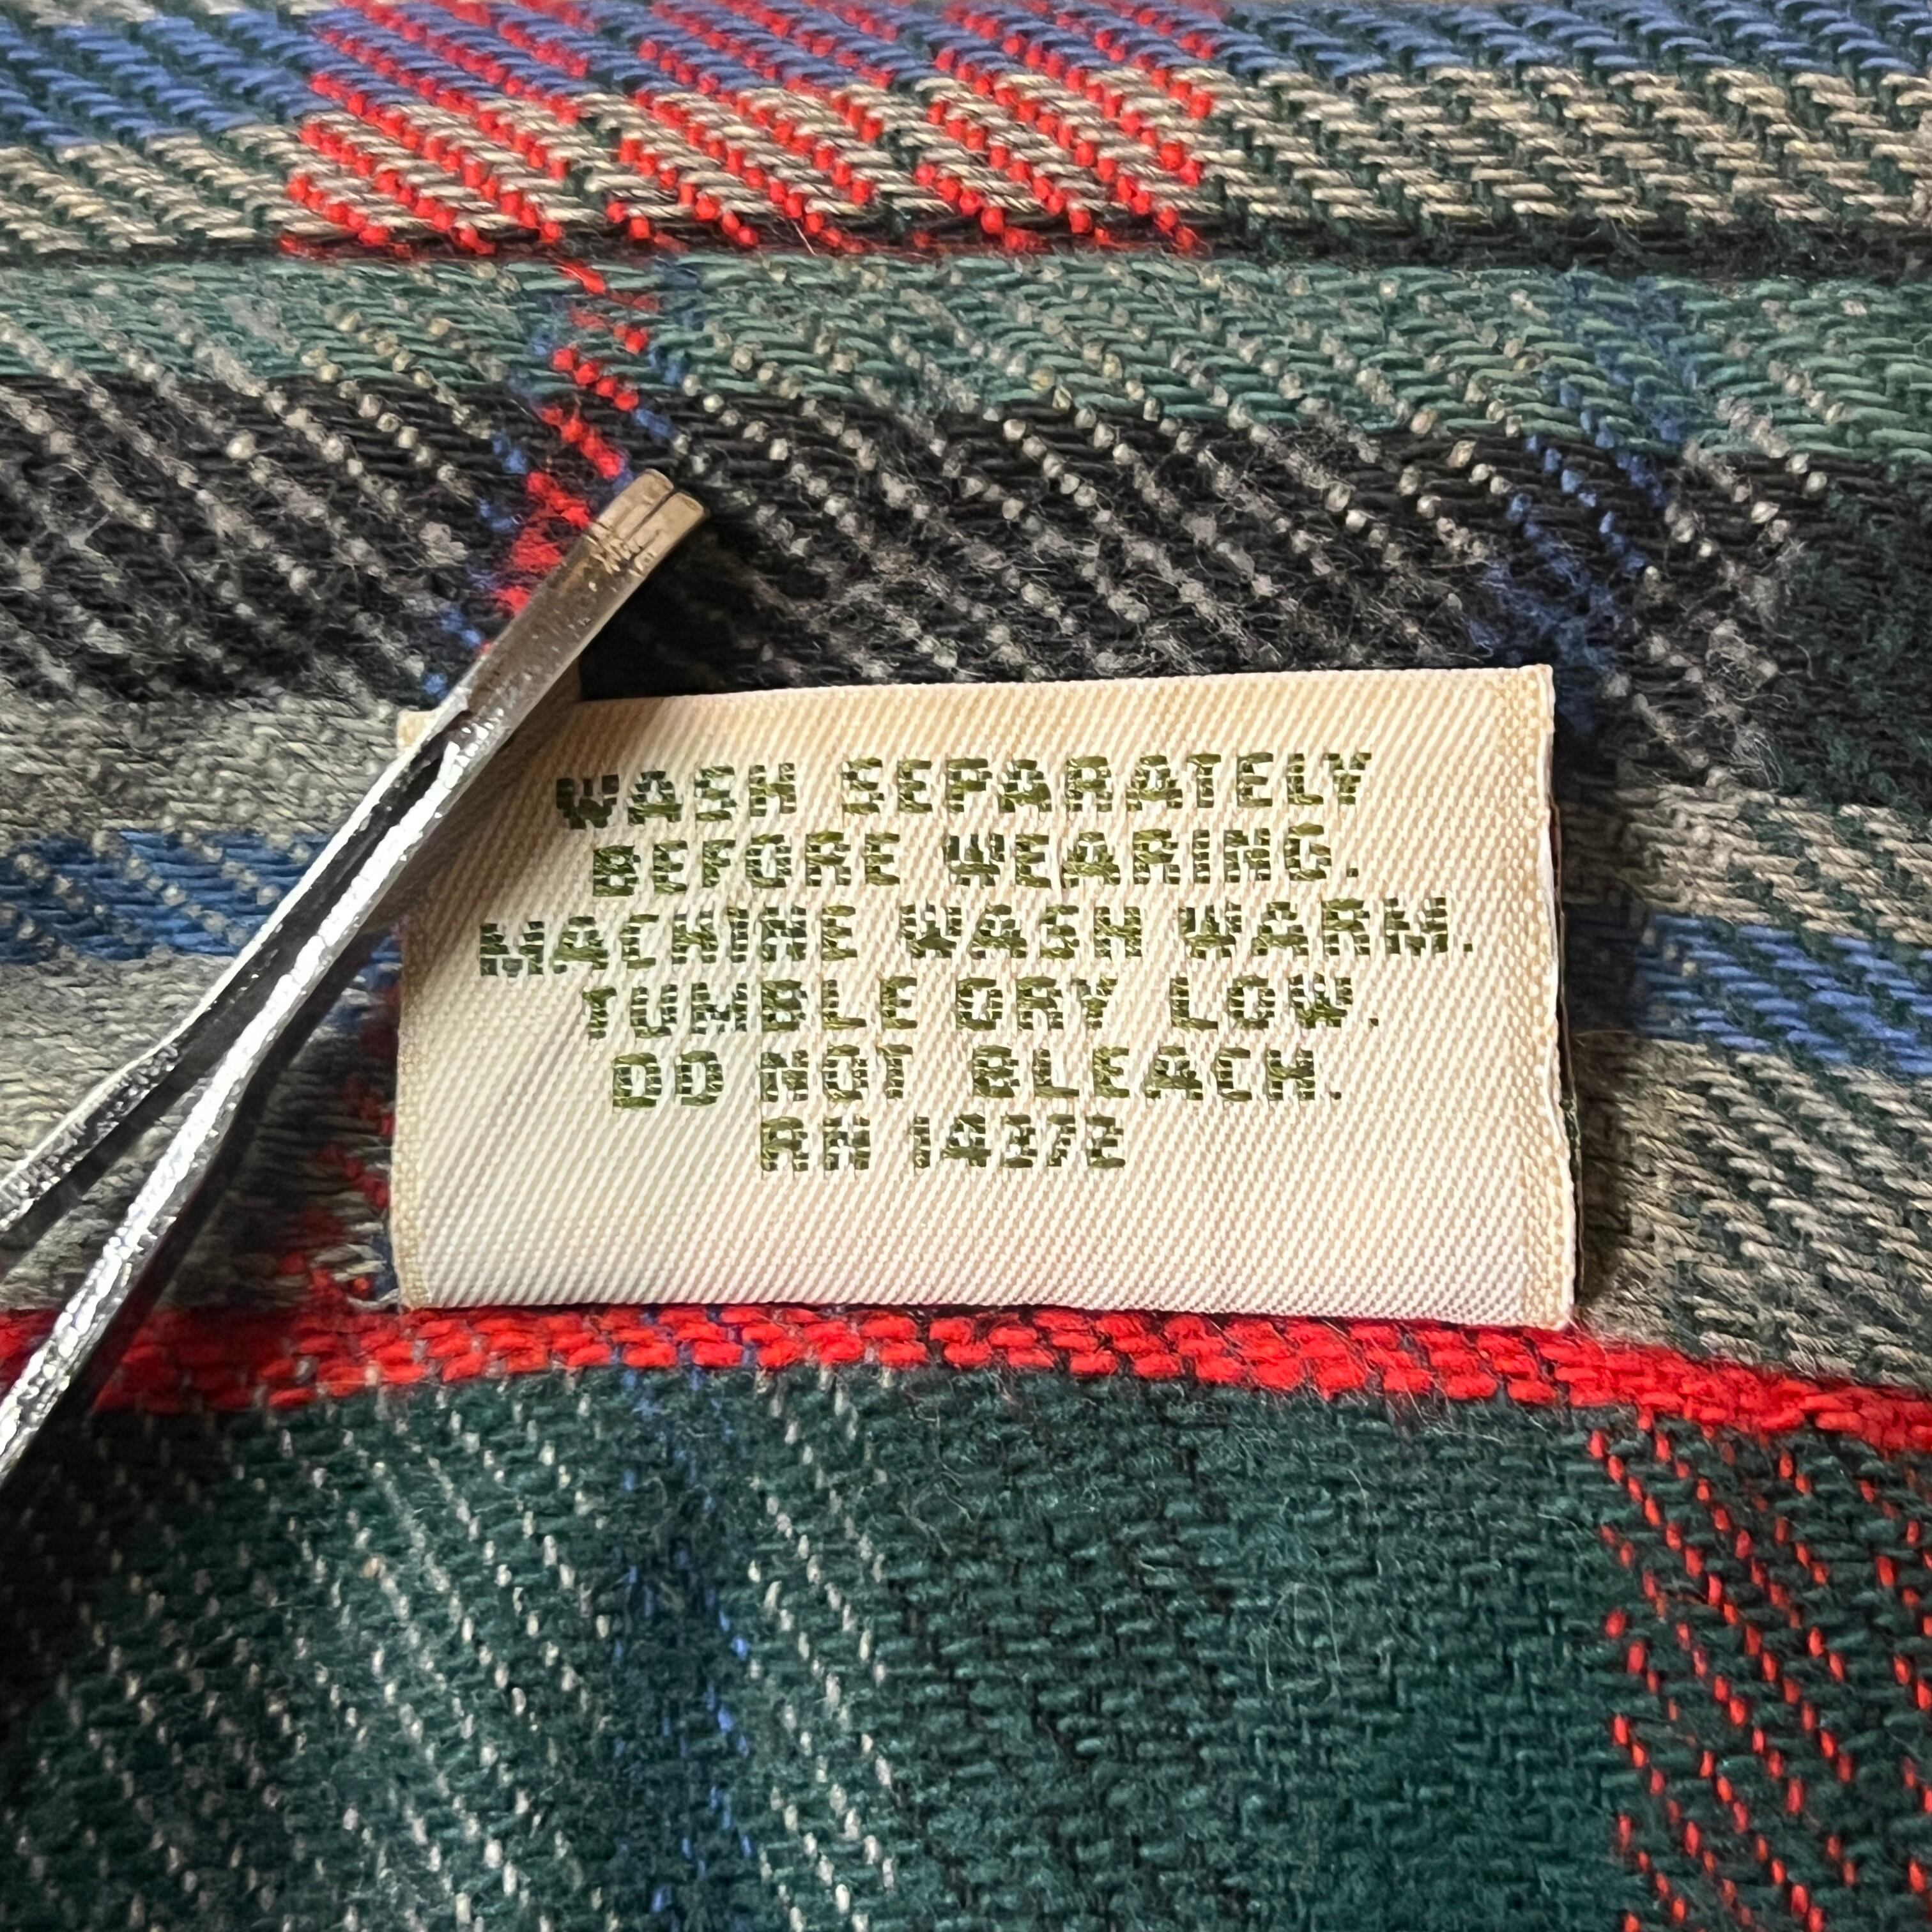 WASH SEPARATELY
BEFORE WEARING.
MACHINE WASH WARM.
TUMBLE DRY LOW.
DO NOT BLEACH.
RN 14372